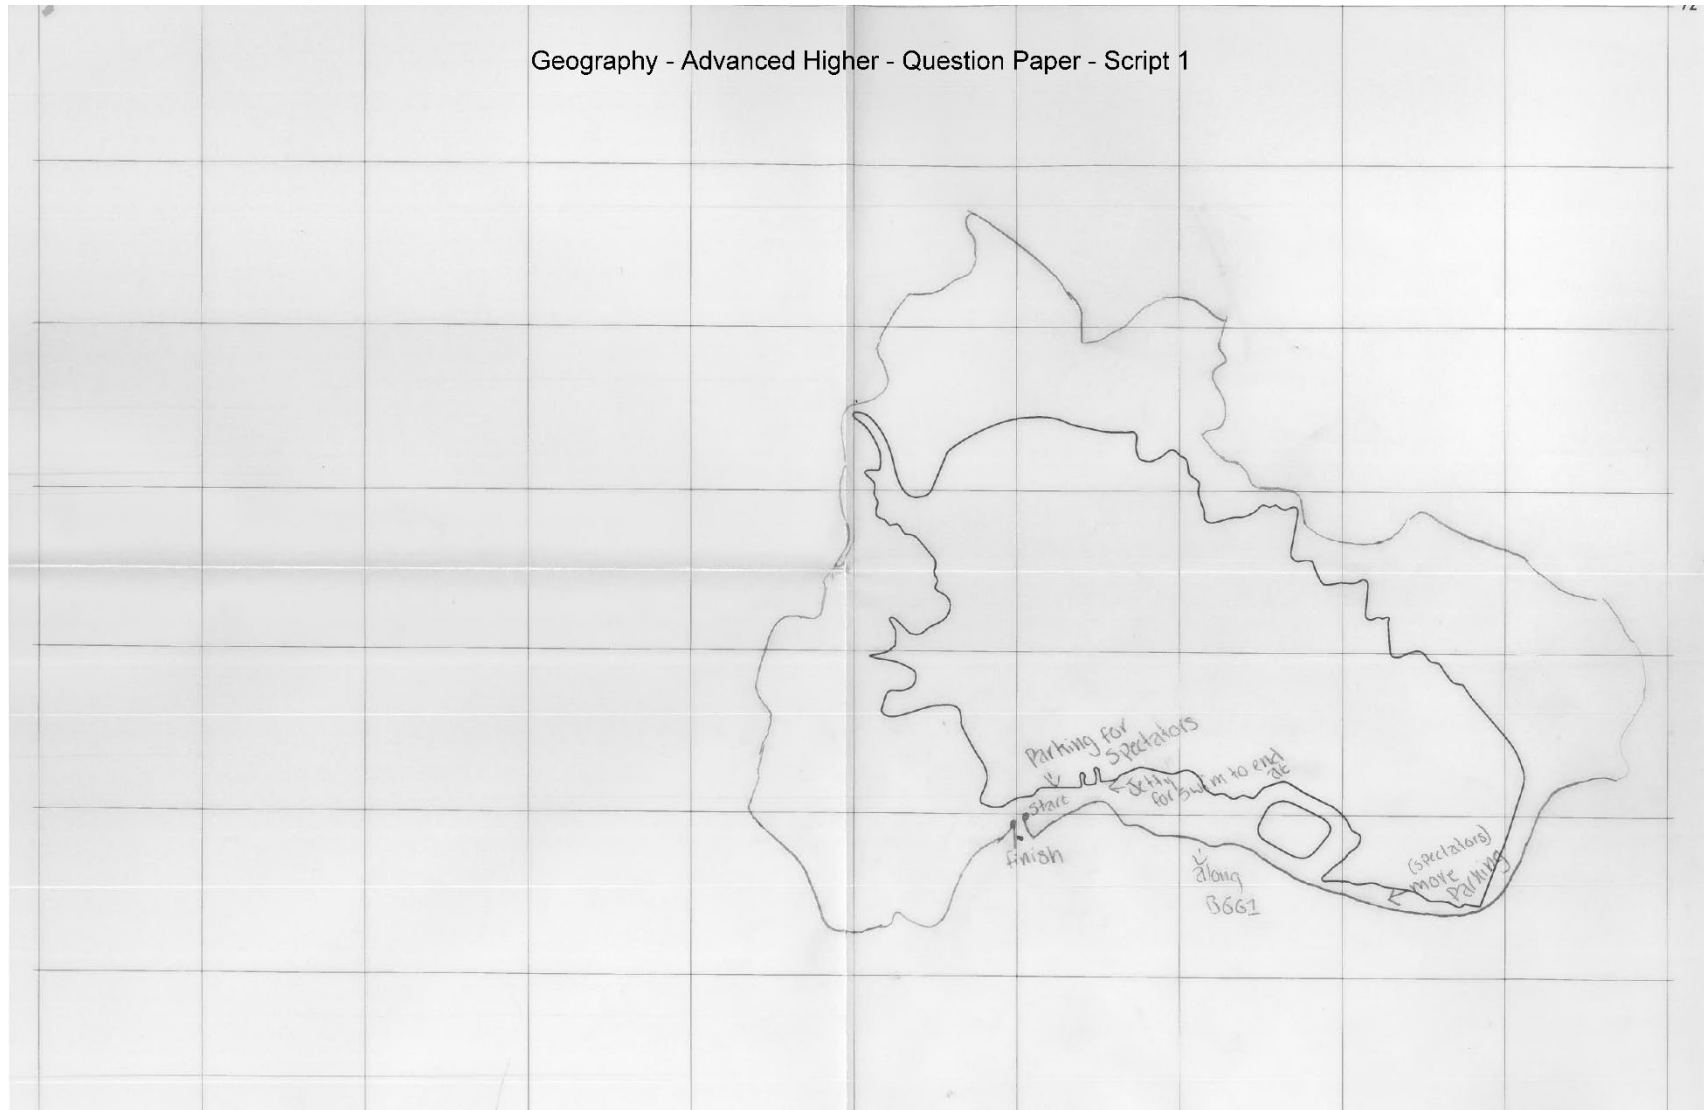 Geography - Advanced Higher - Question Paper - Script 1
Parking for
Spectators
Jetty
for swim to end
at
Start
finish
along
B661
(spectators)
more
Parking